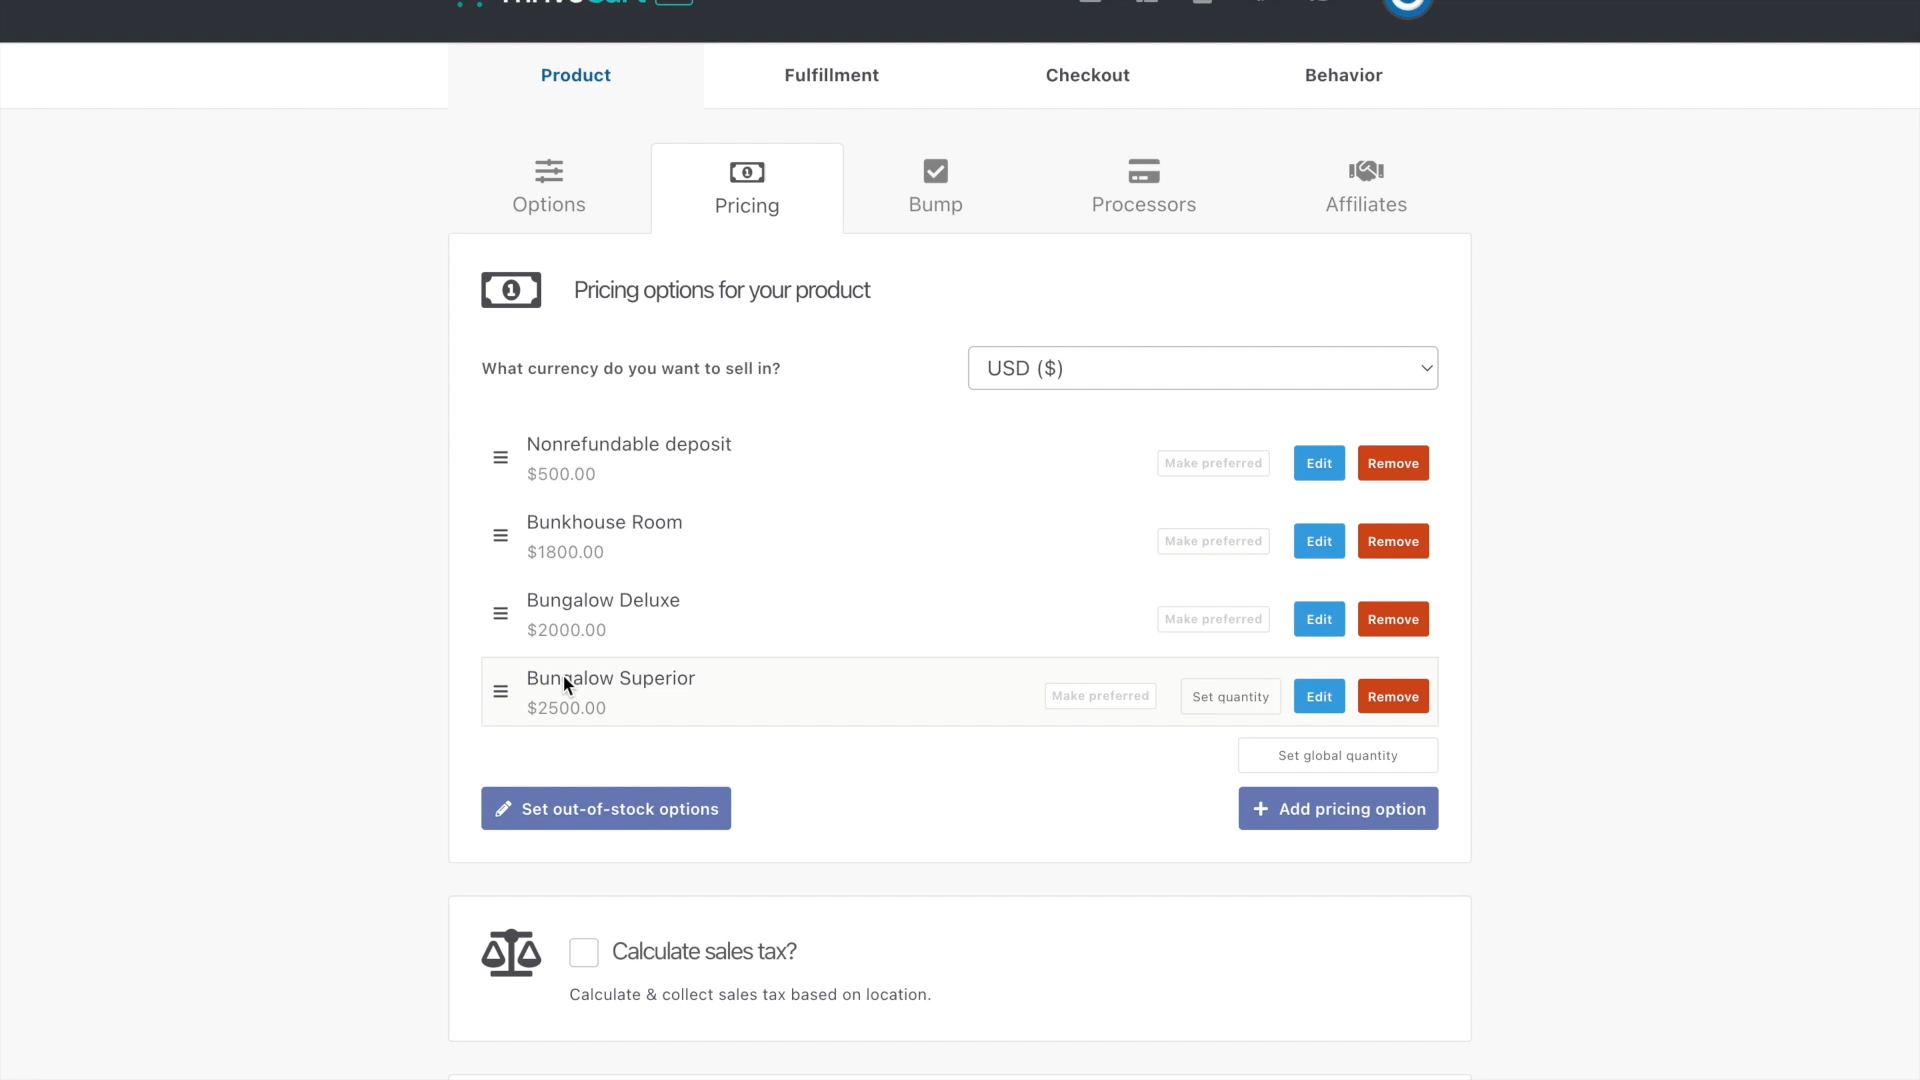 Product
Fulfillment
Checkout
Behavior
Options
Pricing
Bump
Processors
Affiliates
Pricing options for your product
What currency do you want to sell in?
USD ($)
Nonrefundable deposit
$500.00
Make preferred
Edit
Remove
Bunkhouse Room
$1800.00
Make preferred
Edit
Remove
Bungalow Deluxe
$2000.00
Make preferred
Edit
Remove
Bungalow Superior
$2500.00
Make preferred
Set quantity
Edit
Remove
Set global quantity
Set out-of-stock options
Add pricing option
Calculate sales tax?
Calculate & collect sales tax based on location.